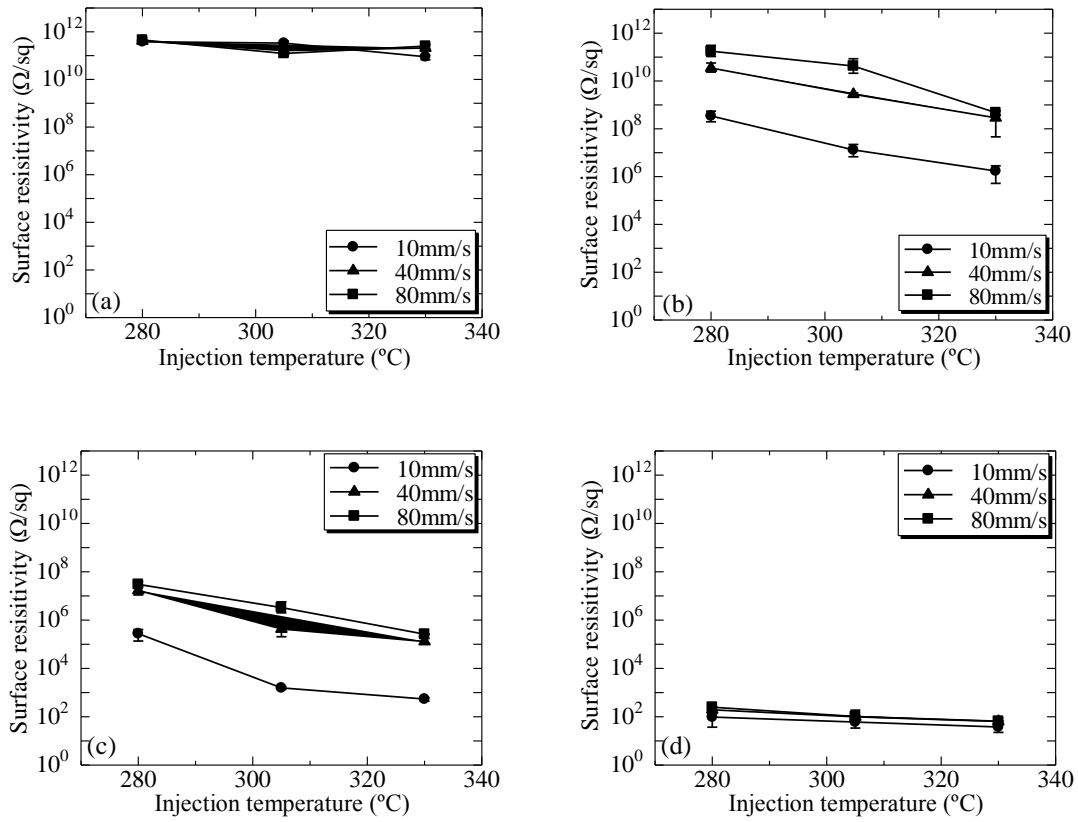 Surface resisitivity (Ω/sq)
10¹²
10¹⁰
10⁸
10⁶
10⁴
10²
10⁰
(a)
10mm/s
40mm/s
80mm/s
280 300 320 340
Injection temperature (ºC)
Surface resisitivity (Ω/sq)
10¹²
10¹⁰
10⁸
10⁶
10⁴
10²
10⁰
(b)
10mm/s
40mm/s
80mm/s
280 300 320 340
Injection temperature (ºC)
Surface resisitivity (Ω/sq)
10¹²
10¹⁰
10⁸
10⁶
10⁴
10²
10⁰
10mm/s
40mm/s
80mm/s
(c)
280 300 320 340
Injection temperature (ºC)
Surface resisitivity (Ω/sq)
10¹²
10¹⁰
10⁸
10⁶
10⁴
10²
10⁰
10mm/s
40mm/s
80mm/s
(d)
280 300 320 340
Injection temperature (ºC)